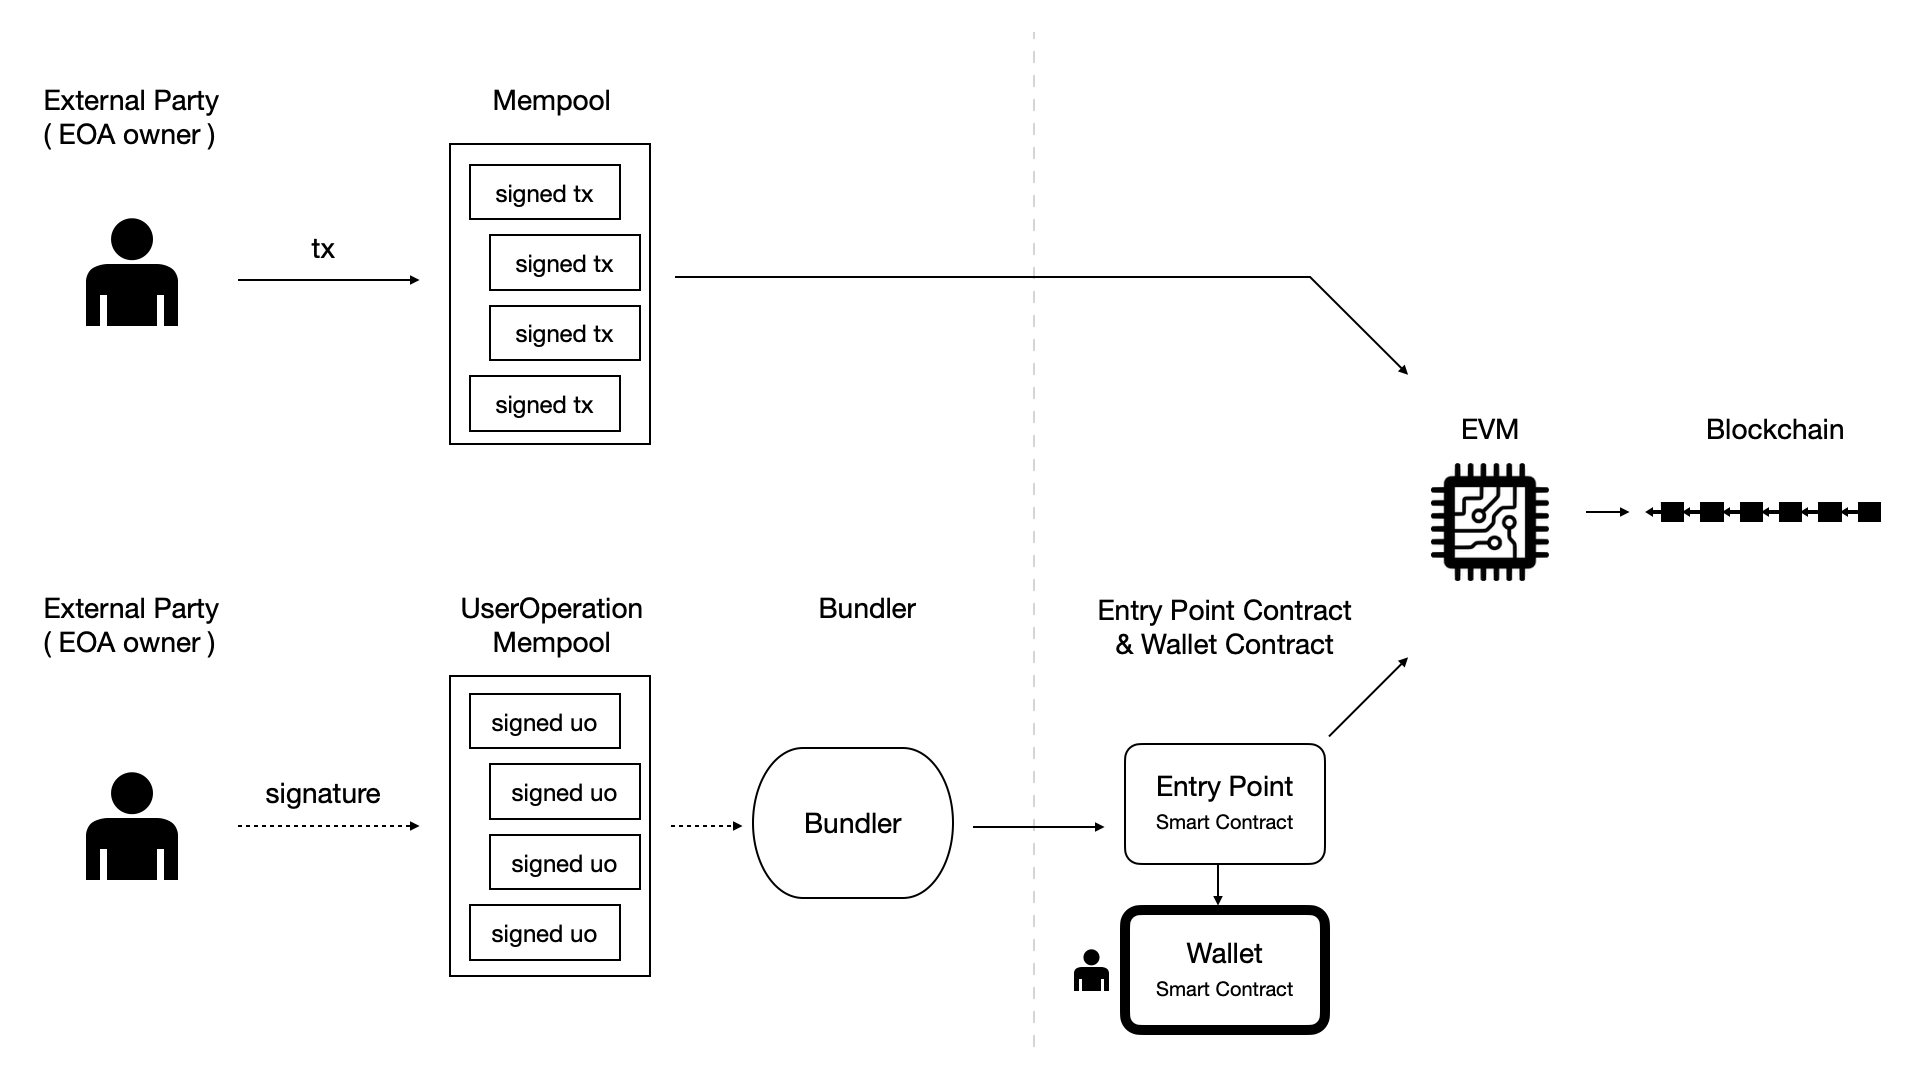 External Party
( EOA owner )
Mempool
signed tx
signed tx
signed tx
signed tx
tx
EVM
Blockchain
External Party
( EOA owner )
signature
UserOperation
Mempool
signed uo
signed uo
signed uo
signed uo
Bundler
Bundler
Entry Point Contract
& Wallet Contract
Entry Point
Smart Contract
Wallet
Smart Contract